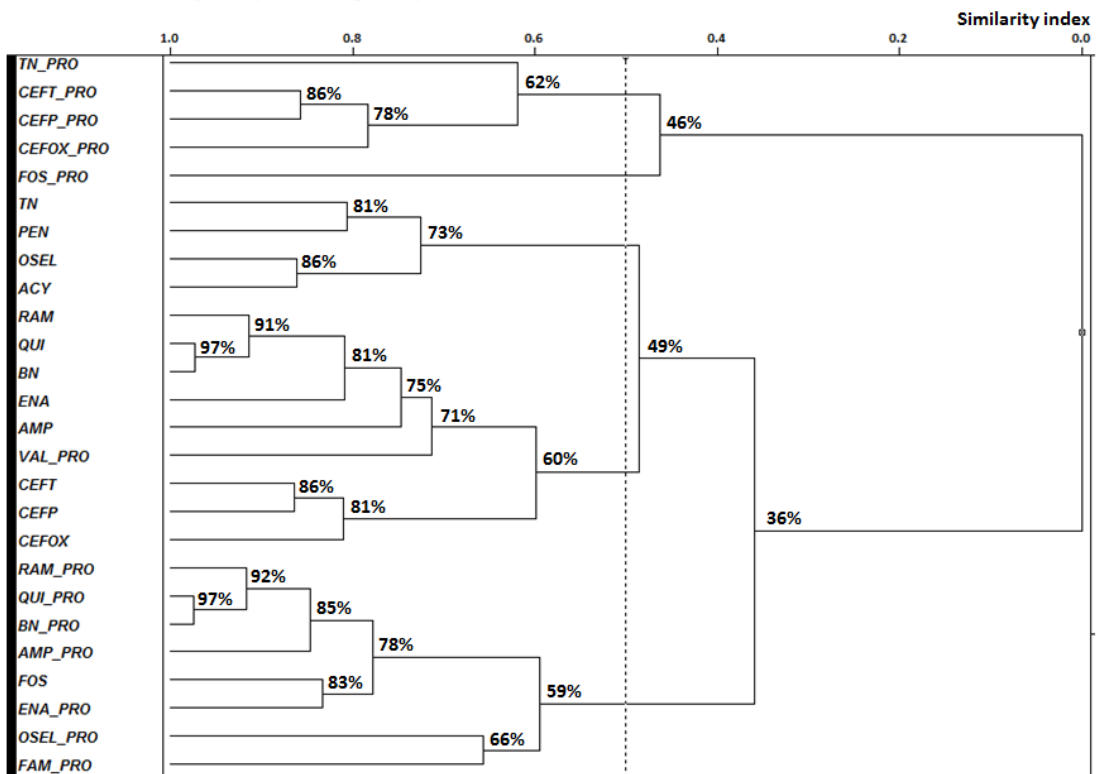 Similarity index
1.0 0.8 0.6 0.4 0.2 0.0
TN_PRO
62%
CEFT_PRO
86%
78%
CEFP_PRO
46%
CEFOX_PRO
FOS_PRO
TN
81%
PEN
73%
OSEL
86%
ACY
RAM
91%
QUI
97%
81%
49%
BN
75%
ENA
71%
AMP
VAL_PRO
60%
CEFT
86%
CEFP
81%
36%
CEFOX
RAM_PRO
92%
QUI_PRO
97%
85%
BN_PRO
78%
AMP_PRO
FOS
83%
59%
ENA_PRO
OSEL_PRO
66%
FAM_PRO